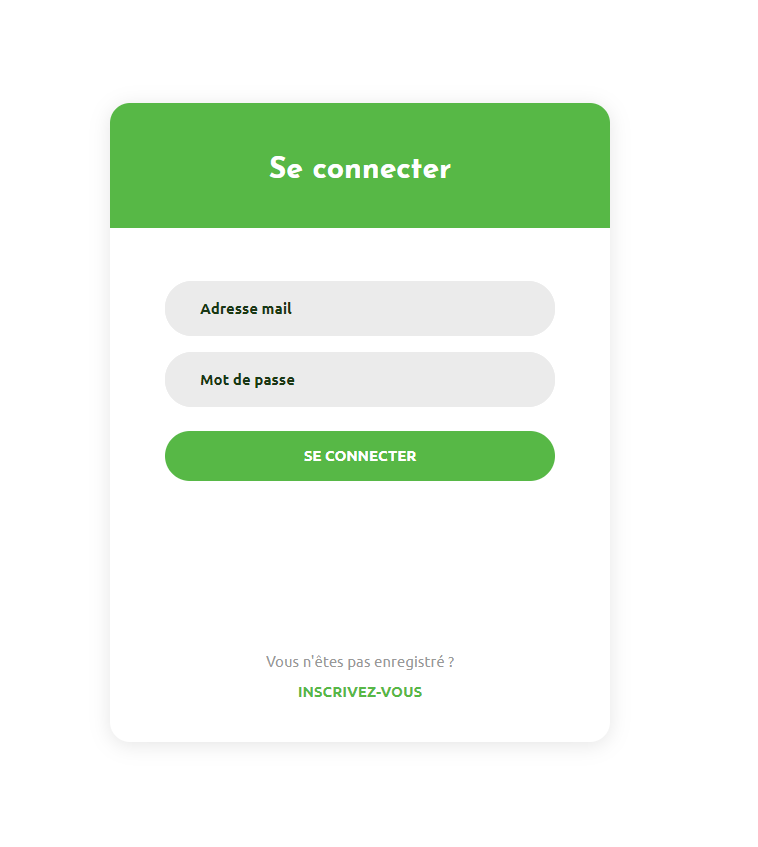 Se connecter
Adresse mail
Mot de passe
SE CONNECTER
Vous n'êtes pas enregistré ?
INSCRIVEZ-VOUS